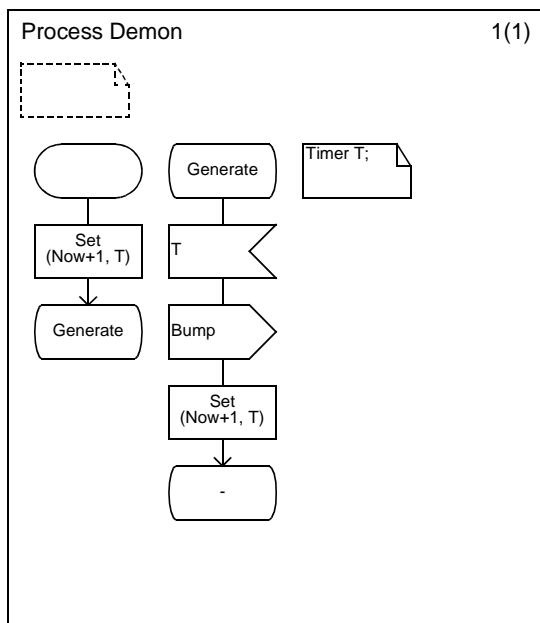 Process Demon
1(1)
Set
(Now+1, T)
Generate
Generate
T
Bump
Set
(Now+1, T)
-
Timer T;